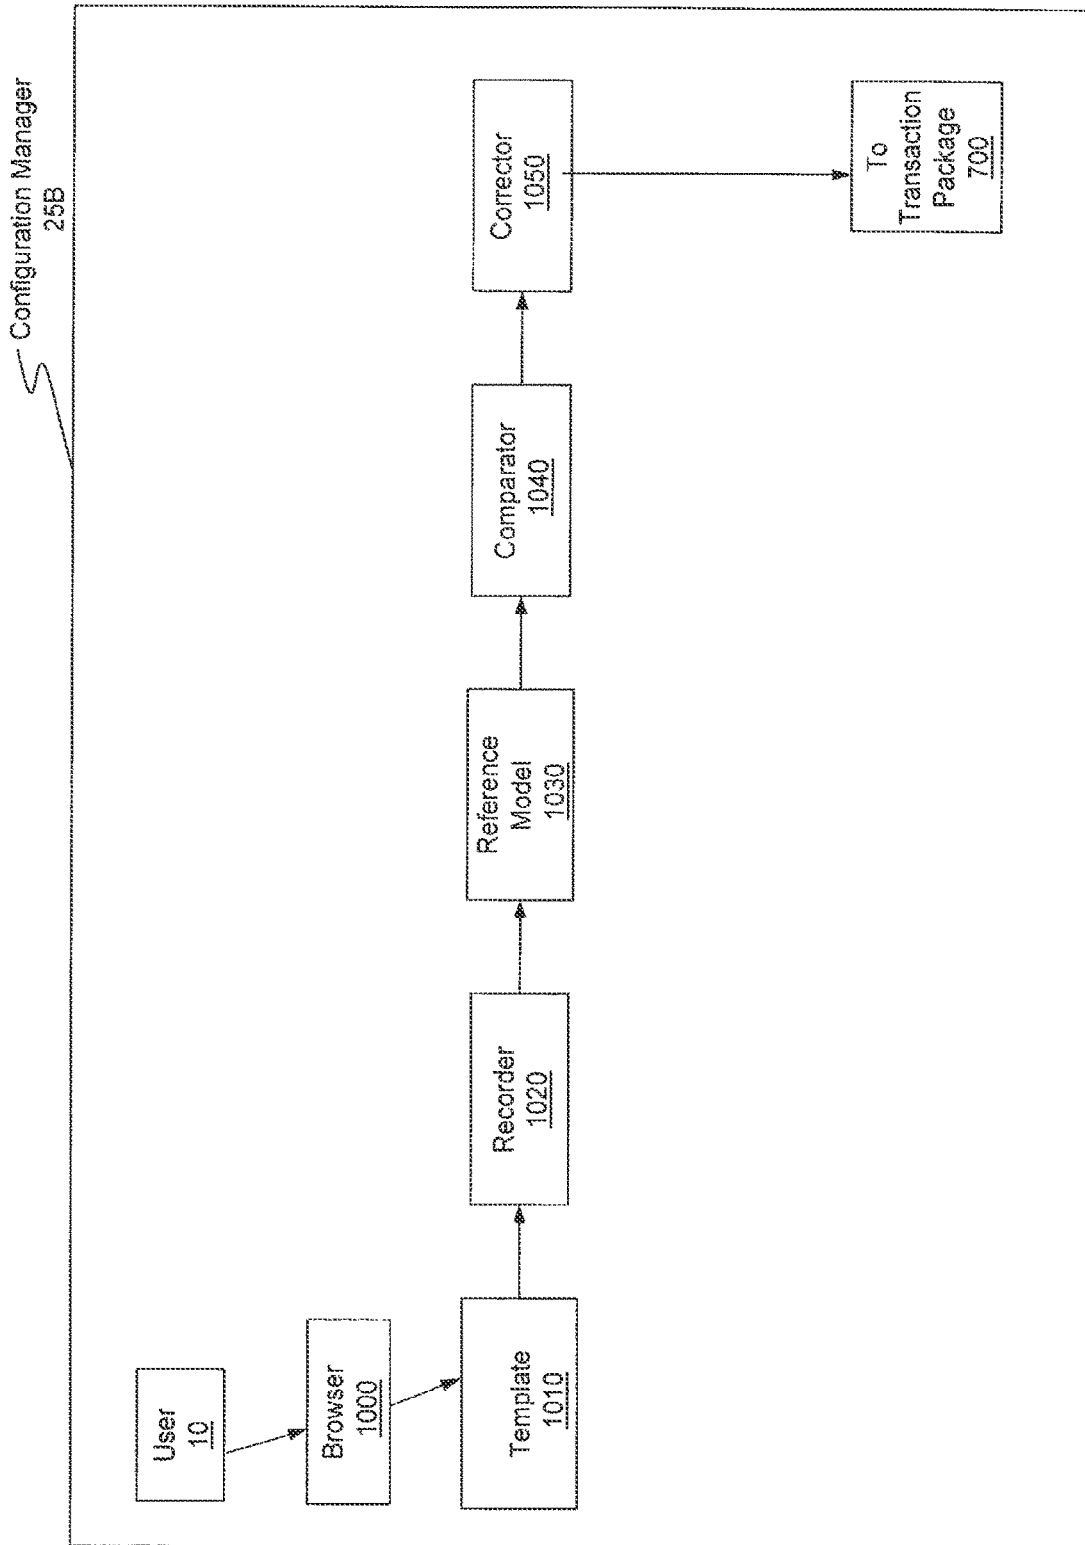 Configuration Manager
25B
User
10
Browser
1000
Template
1010
Recorder
1020
Reference
Model
1030
Comparator
1040
Corrector
1050
To
Transaction
Package
700